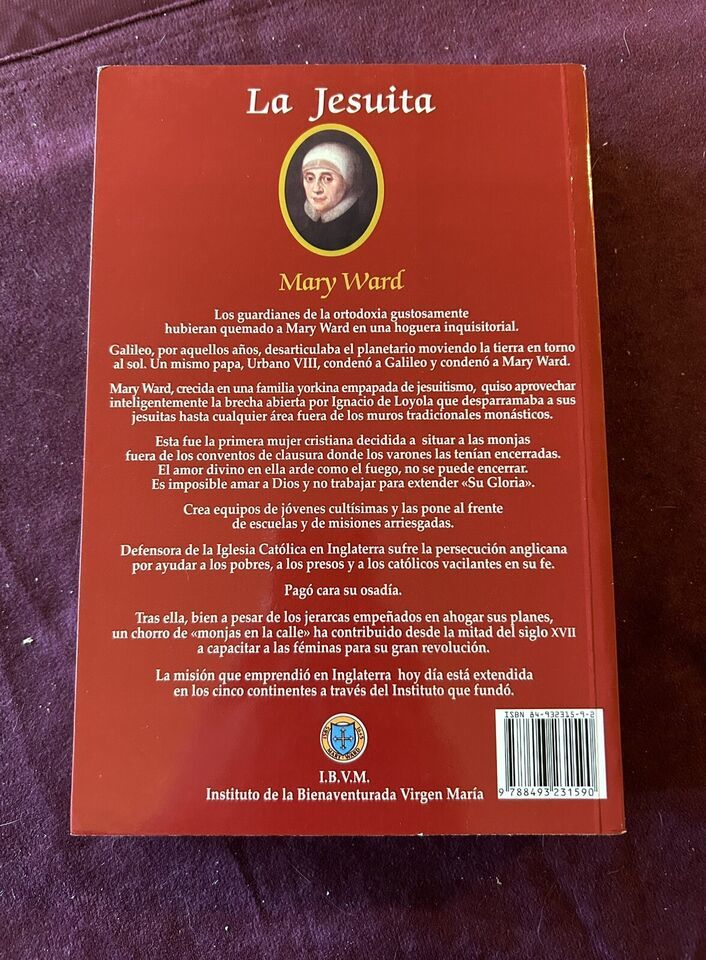 La Jesuita
Mary Ward
Los guardianes de la ortodoxia gustosamente
hubieran quemado a Mary Ward en una hoguera inquisitorial.
Galileo, por aquellos años, desarticulaba el planetario moviendo la tierra en torno
al sol. Un mismo papa, Urbano VIII, condenó a Galileo y condenó a Mary Ward.
Mary Ward, crecida en una familia yorkina empapada de jesuitismo, quiso aprovechar
inteligentemente la brecha abierta por Ignacio de Loyola que desparramaba a sus
jesuitas hasta cualquier área fuera de los muros tradicionales monásticos.
Esta fue la primera mujer cristiana decidida a situar a las monjas
fuera de los conventos de clausura donde los varones las tenían encerradas.
El amor divino en ella arde como el fuego, no se puede encerrar.
Es imposible amar a Dios y no trabajar para extender «Su Gloria».
Crea equipos de jóvenes cultísimas y las pone al frente
de escuelas y de misiones arriesgadas.
Defensora de la Iglesia Católica en Inglaterra sufre la persecución anglicana
por ayudar a los pobres, a los presos y a los católicos vacilantes en su fe.
Pagó cara su osadía.
Tras ella, bien a pesar de los jerarcas empeñados en ahogar sus planes,
un chorro de «monjas en la calle» ha contribuido desde la mitad del siglo XVII
a capacitar a las féminas para su gran revolución.
La misión que emprendió en Inglaterra hoy día está extendida
en los cinco continentes a través del Instituto que fundó.
MARY WARD
I.B.V.M.
Instituto de la Bienaventurada Virgen María
ISBN 84-932315-9-2
9 788493 231590